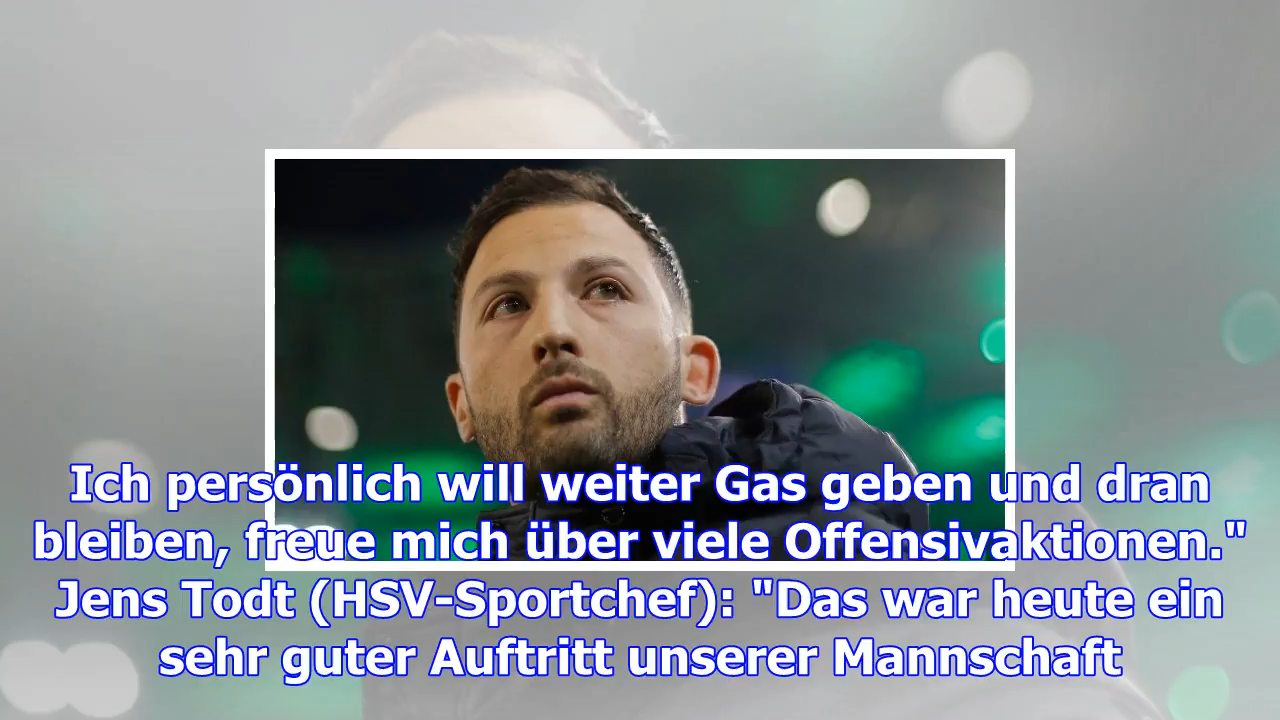 Ich persönlich will weiter Gas geben und dran
bleiben, freue mich über viele Offensivaktionen."
Jens Todt (HSV-Sportchef): "Das war heute ein
sehr guter Auftritt unserer Mannschaft